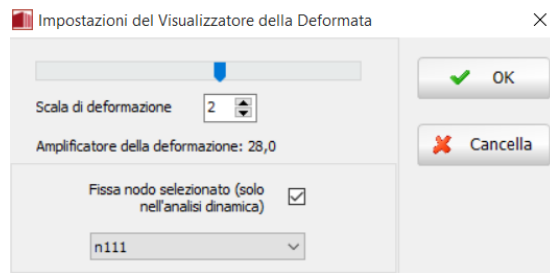 Impostazioni del Visualizzatore della Deformata
Scala di deformazione 2
Amplificatore della deformazione: 28,0
Fissa nodo selezionato (solo
nell'analisi dinamica)
n111
OK
Cancella